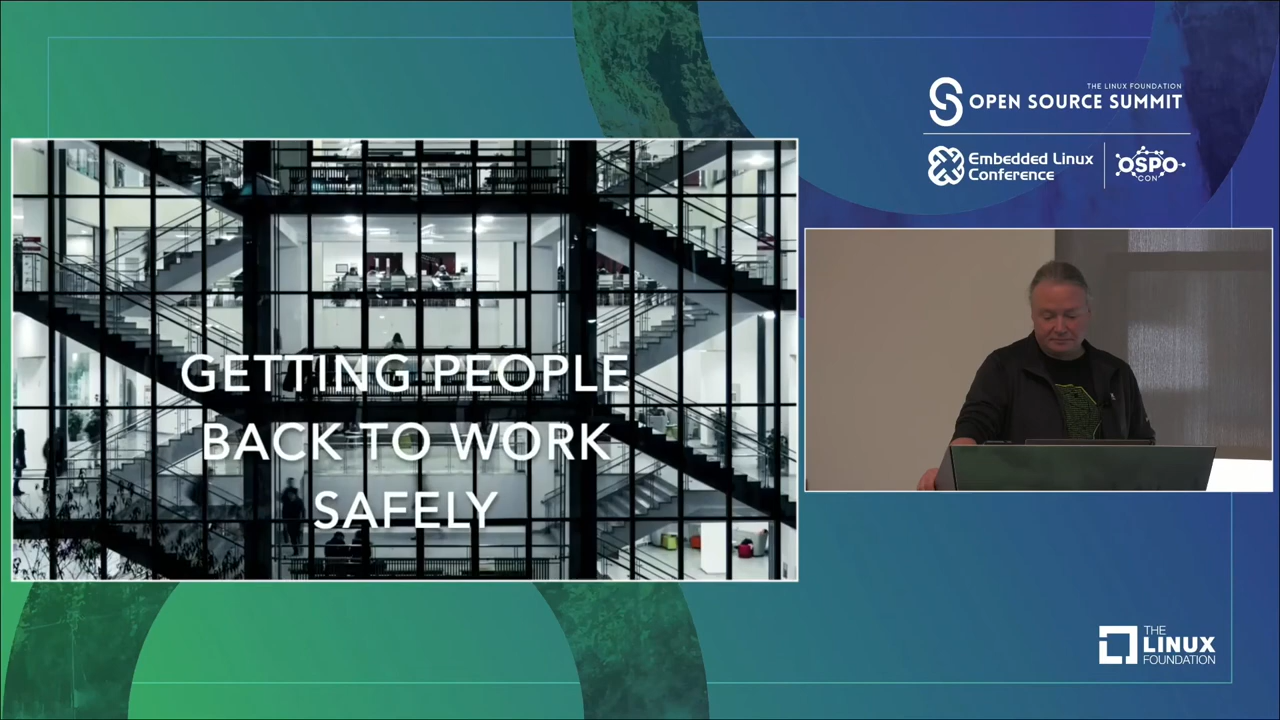 THE LINUX FOUNDATION
OPEN SOURCE SUMMIT
Embedded Linux
Conference
OSPO
CON
GETTING PEOPLE
BACK TO WORK
SAFELY
THE
LINUX
FOUNDATION